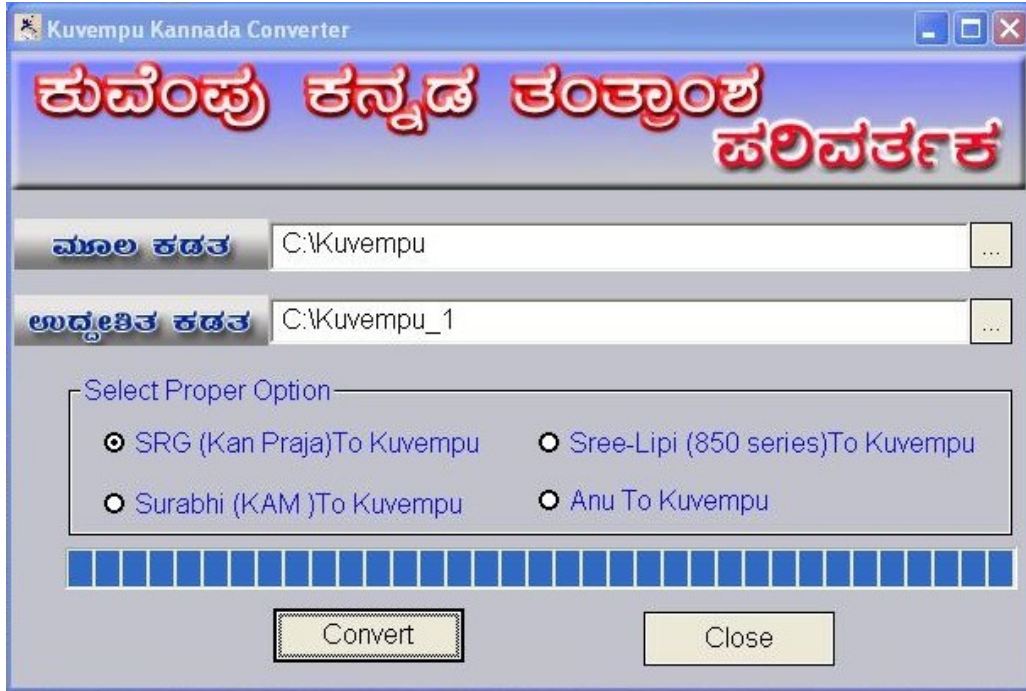 Kuvempu Kannada Converter
ಕುವೆಂಪು ಕನ್ನಡ ತಂತ್ರಾಂಶ
ಪರಿವರ್ತಕ
ಮೂಲ ಕಡತ C:\Kuvempu ...
ಉದ್ದೇಶಿತ ಕಡತ C:\Kuvempu_1 ...
Select Proper Option
SRG (Kan Praja)To Kuvempu Sree-Lipi (850 series)To Kuvempu
Surabhi (KAM )To Kuvempu Anu To Kuvempu
Convert Close